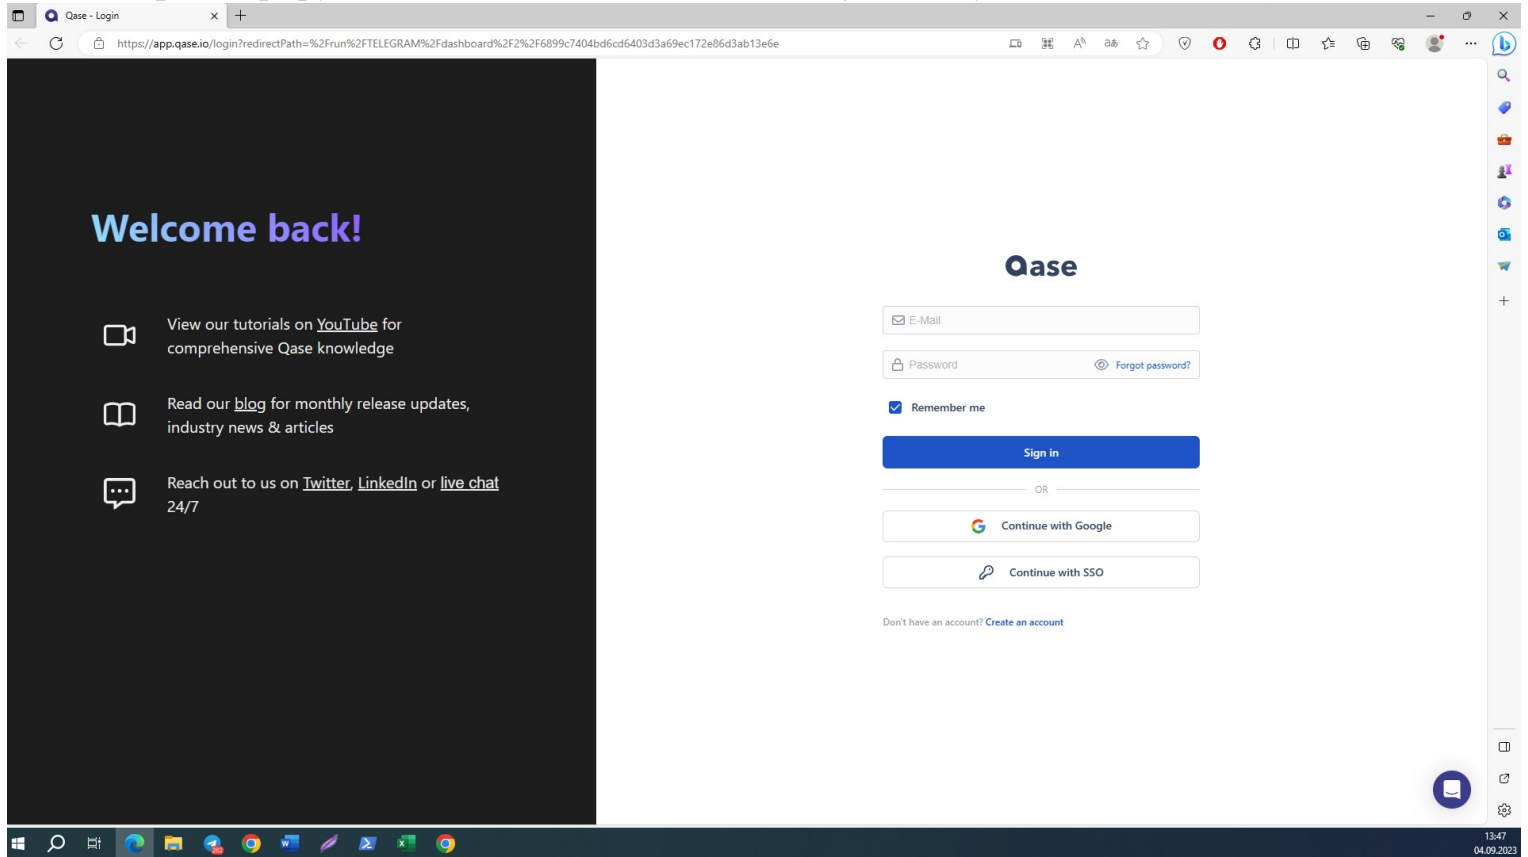 Qase - Login
https://app.qase.io/login?redirectPath=%2Frun%2FTELEGRAM%2Fdashboard%2F2%2F6899c7404bd6cd6403d3a69ec172e86d3ab13e6e
Welcome back!
View our tutorials on YouTube for
comprehensive Qase knowledge
Read our blog for monthly release updates,
industry news & articles
Reach out to us on Twitter, LinkedIn or live chat
24/7
Qase
E-Mail
Password
Forgot password?
Remember me
Sign in
OR
Continue with Google
Continue with SSO
Don't have an account? Create an account
13:47
04.09.2023